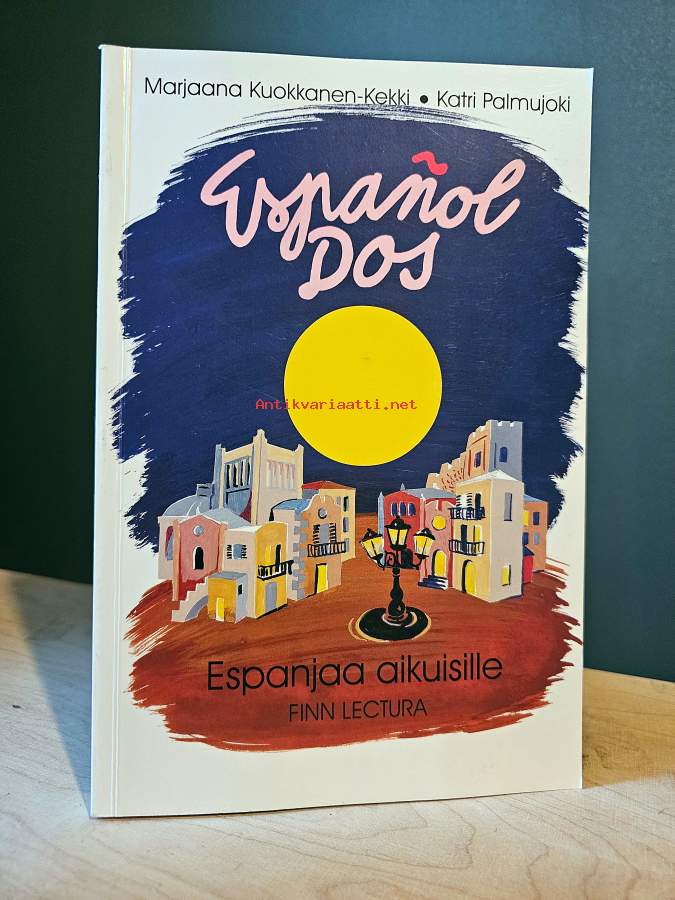 Marjaana Kuokkanen-Kekki • Katri Palmujoki
Español
Dos
Antikvariaatti.net
Espanjaa aikuisille
FINN LECTURA